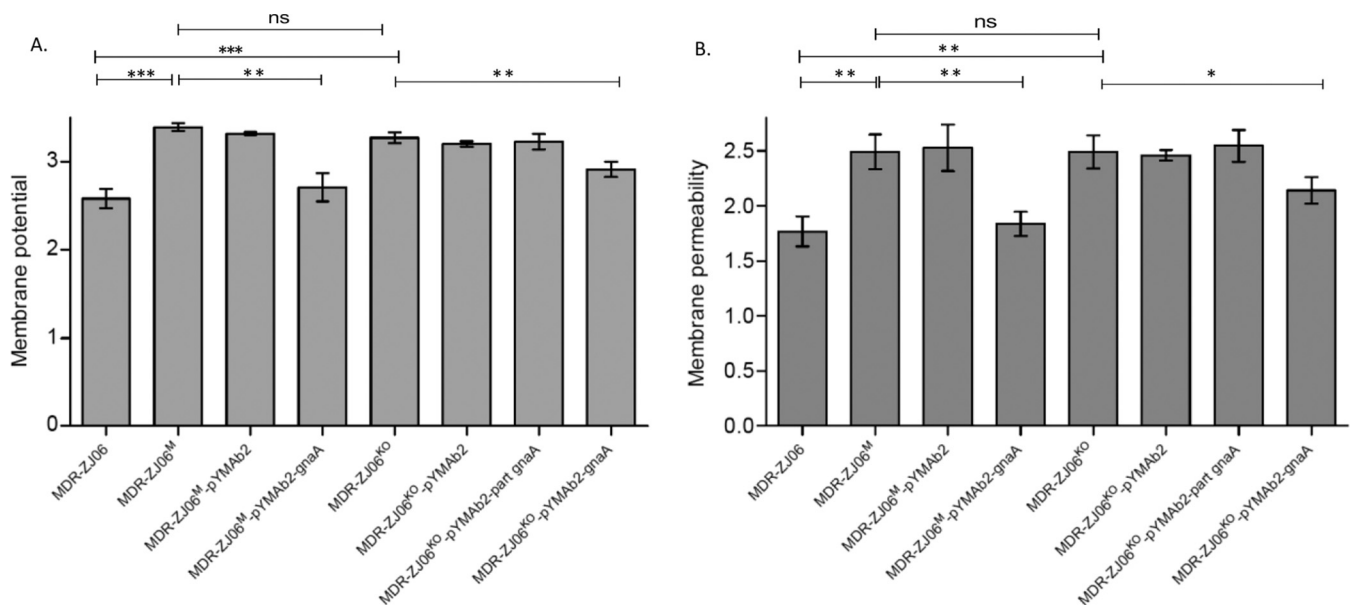 A.
ns
***
*** ** **
Membrane potential
3
2
1
0
MDR-ZJ06
MDR-ZJ06ᴹ
MDR-ZJ06ᴹ-pYMAb2
MDR-ZJ06ᴹ-pYMAb2-gnaA
MDR-ZJ06ᴷᴼ
MDR-ZJ06ᴷᴼ-pYMAb2
MDR-ZJ06ᴷᴼ-pYMAb2-part gnaA
MDR-ZJ06ᴷᴼ-pYMAb2-gnaA
B.
ns
**
** ** *
Membrane permeability
2.5
2.0
1.5
1.0
0.5
0.0
MDR-ZJ06
MDR-ZJ06ᴹ
MDR-ZJ06ᴹ-pYMAb2
MDR-ZJ06ᴹ-pYMAb2-gnaA
MDR-ZJ06ᴷᴼ
MDR-ZJ06ᴷᴼ-pYMAb2
MDR-ZJ06ᴷᴼ-pYMAb2-part gnaA
MDR-ZJ06ᴷᴼ-pYMAb2-gnaA